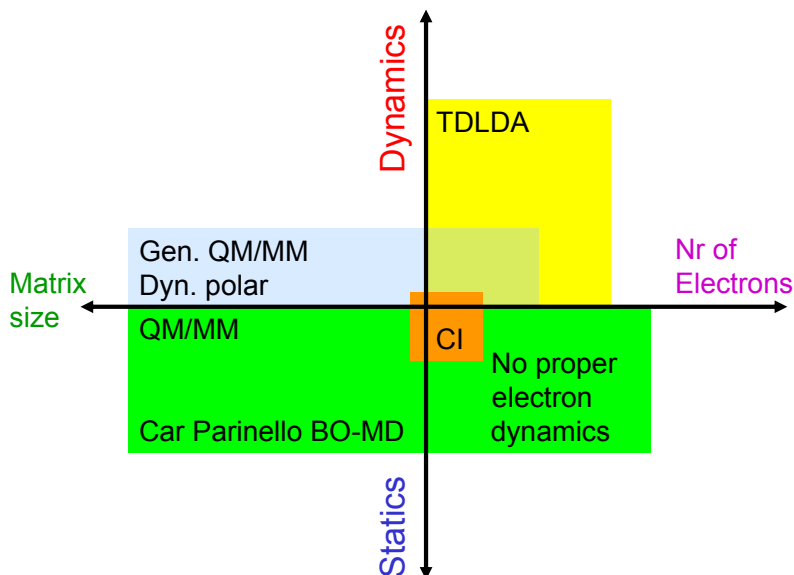 Dynamics
TDLDA
Gen. QM/MM
Dyn. polar
Nr of
Electrons
Matrix
size
QM/MM
CI
No proper
electron
dynamics
Car Parinello BO-MD
Statics